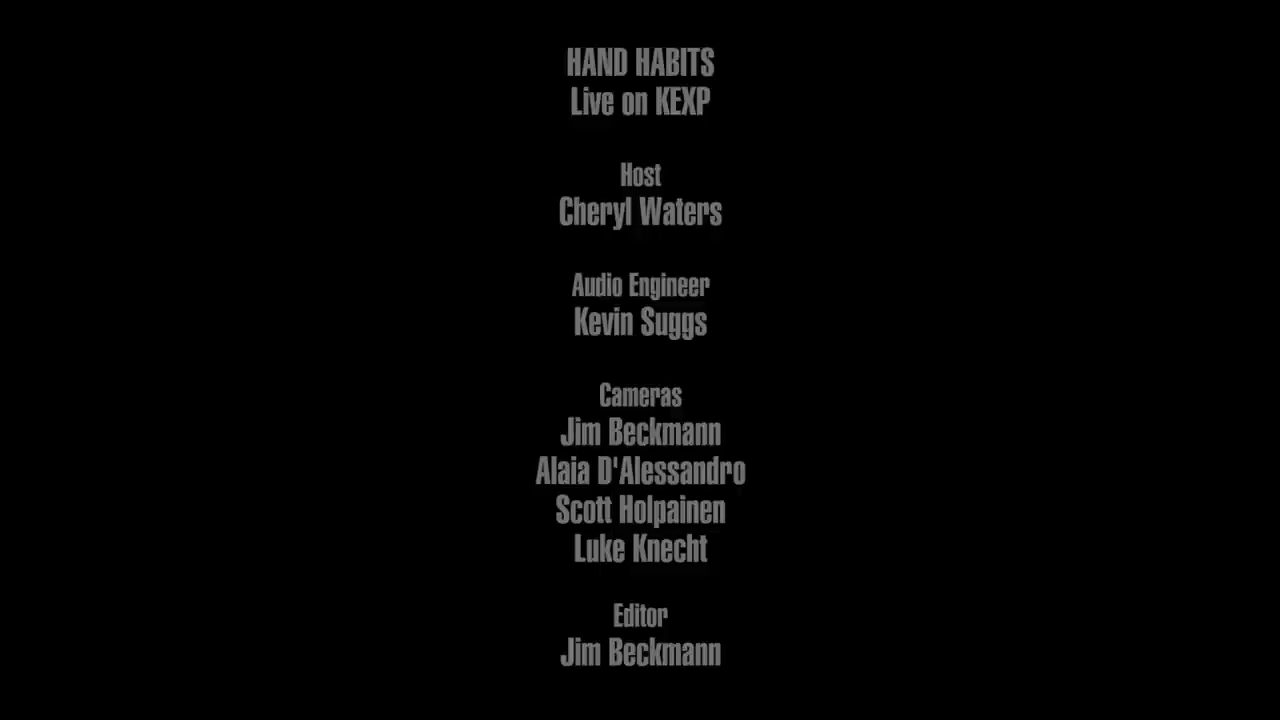 HAND HABITS
Live on KEXP
Host
Cheryl Waters
Audio Engineer
Kevin Suggs
Cameras
Jim Beckmann
Alaia D'Alessandro
Scott Holpainen
Luke Knecht
Editor
Jim Beckmann